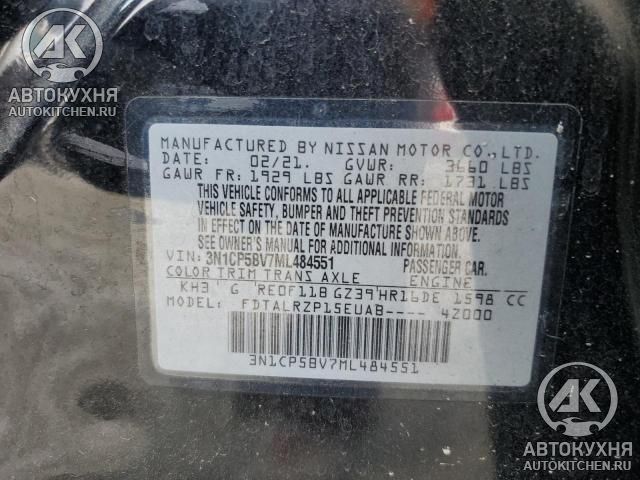 AK
АВТОКУХНЯ
AUTOKITCHEN.RU
MANUFACTURED BY NISSAN MOTOR CO.,LTD.
DATE: 02/21. GVWR: 3660 LBS
GAWR FR: 1929 LBS GAWR RR: 1731 LBS
THIS VEHICLE CONFORMS TO ALL APPLICABLE FEDERAL MOTOR
VEHICLE SAFETY, BUMPER AND THEFT PREVENTION STANDARDS
IN EFFECT ON THE DATE OF MANUFACTURE SHOWN ABOVE.
SEE OWNER'S MANUAL FOR ADDITIONAL INFORMATION.
VIN: 3N1CP5BV7ML484551 PASSENGER CAR.
COLOR TRIM TRANS AXLE ENGINE
KH3 G RE0F11B GZ39 HR16DE 1598 CC
MODEL: FDTALRZP15EUAB---- 42000
3N1CP5BV7ML484551
AK
АВТОКУХНЯ
AUTOKITCHEN.RU